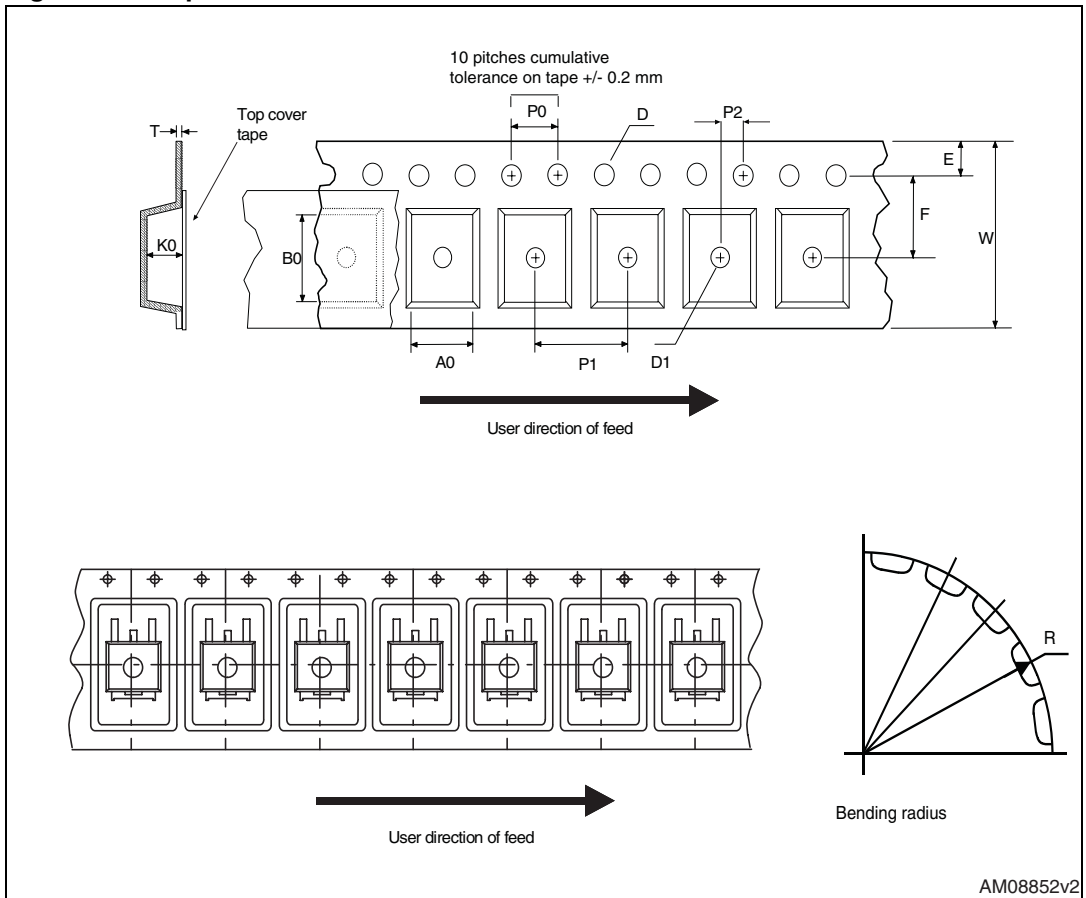 10 pitches cumulative
tolerance on tape +/- 0.2 mm
Top cover
tape
T
P0
D
P2
E
F
W
K0
B0
A0
P1
D1
User direction of feed
R
Bending radius
User direction of feed
AM08852v2